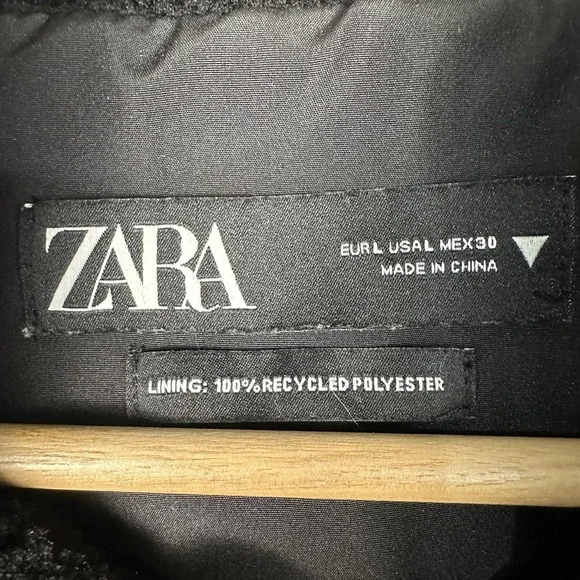 ZARA
EUR L USA L MEX 30
MADE IN CHINA
LINING: 100% RECYCLED POLYESTER